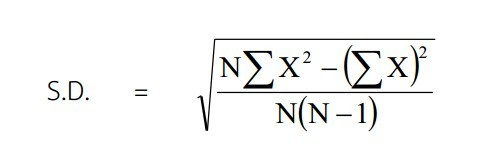 S.D. = √(N∑X² – (∑X)²) / N(N – 1)